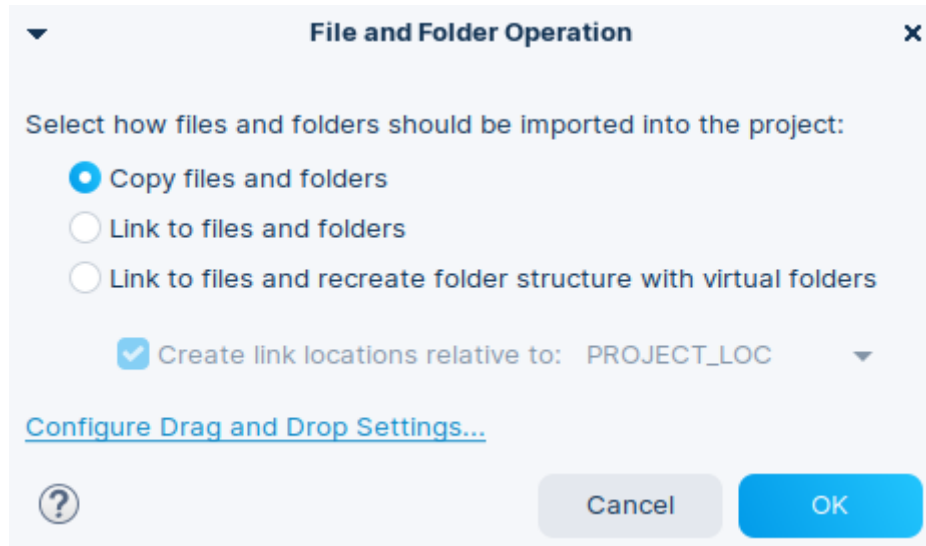 File and Folder Operation
Select how files and folders should be imported into the project:
Copy files and folders
Link to files and folders
Link to files and recreate folder structure with virtual folders
Create link locations relative to: PROJECT_LOC
Configure Drag and Drop Settings...
? Cancel OK